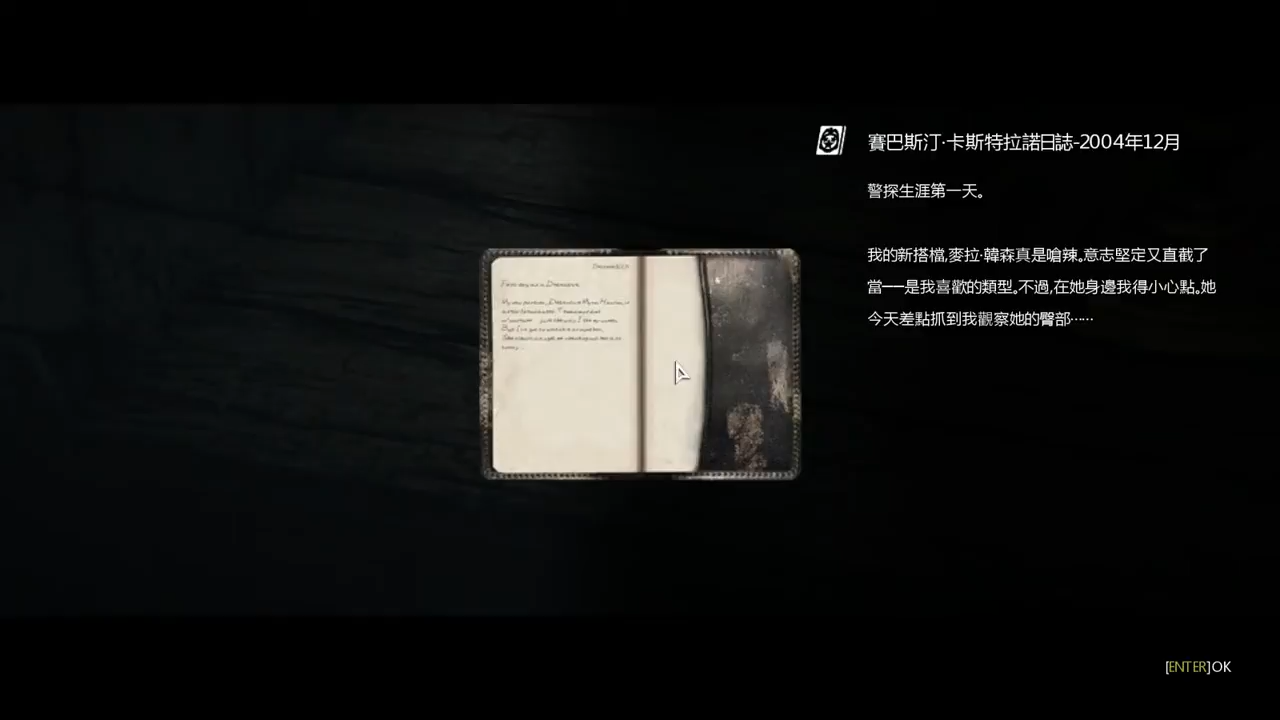 賽巴斯汀·卡斯特拉諾日誌-2004年12月
警探生涯第一天。
我的新搭檔,麥拉·韓森真是嗆辣。意志堅定又直截了
當──是我喜歡的類型。不過,在她身邊我得小心點。她
今天差點抓到我觀察她的臀部……
[ENTER]OK